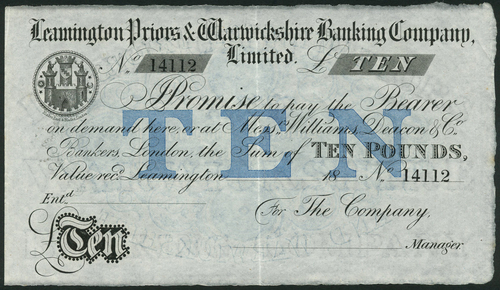 Leamington Priors & Warwickshire Banking Company,
Limited.
No. 14112 £ TEN
I Promise to pay the Bearer
on demand here, or at Messrs. Williams, Deacon & Co.
Bankers, London, the Sum of TEN POUNDS,
Value recd. Leamington 18 No. 14112
TEN
Entd.
For The Company.
£Ten
Manager.